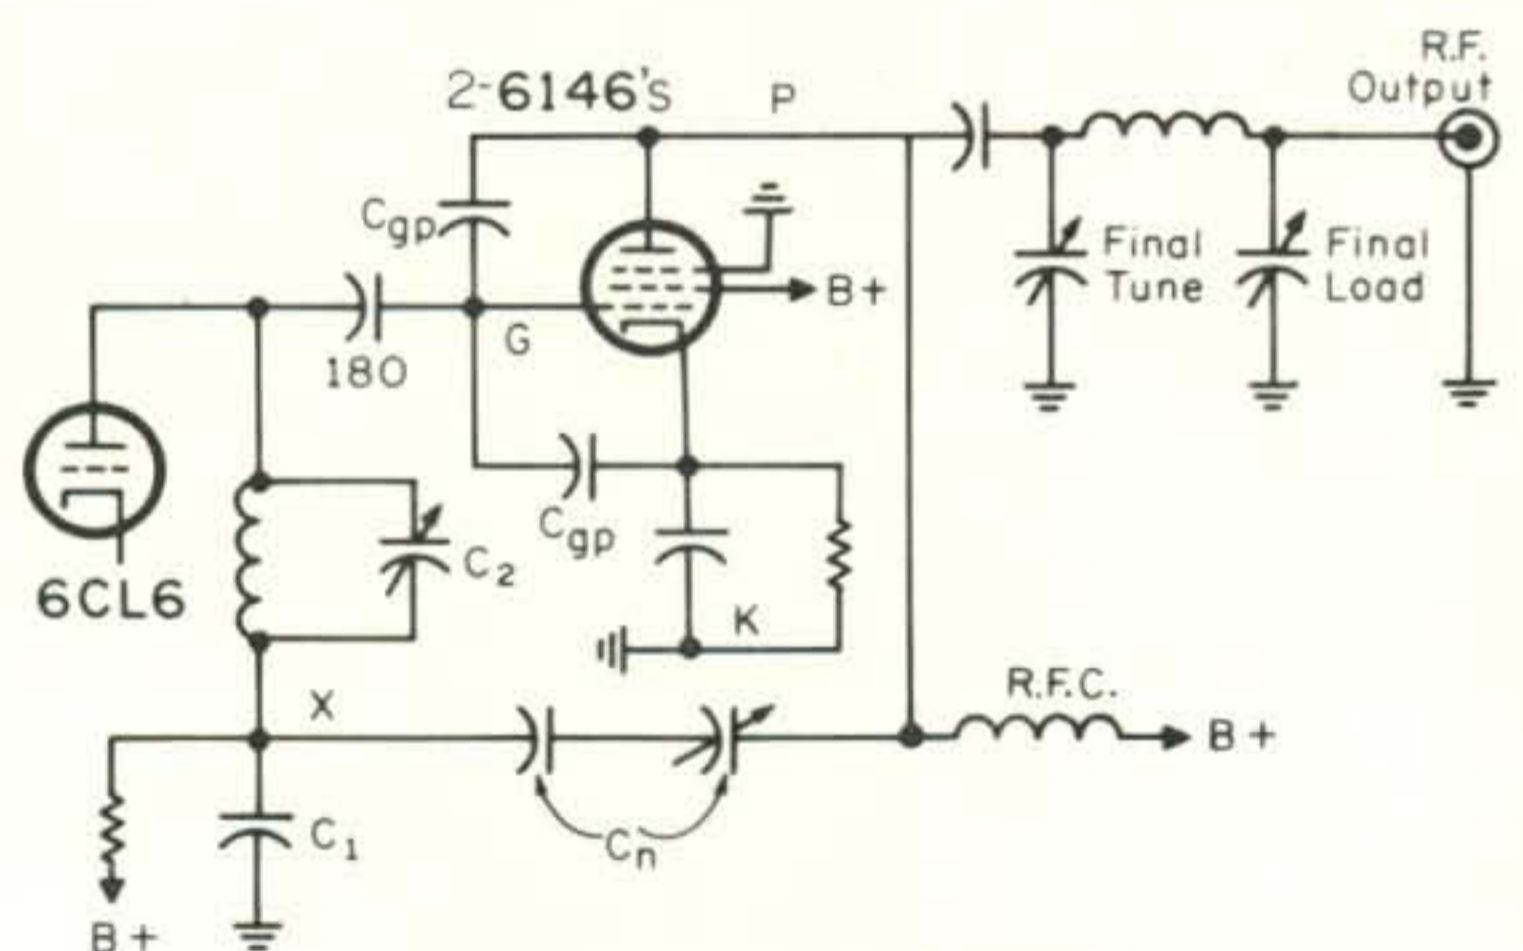 R.F.
Output
2-6146's
P
Cgp
Final
Tune
Final
Load
B+
G
180
6CL6
C2
Cgp
K
X
R.F.C.
B+
C1
Cn
B+